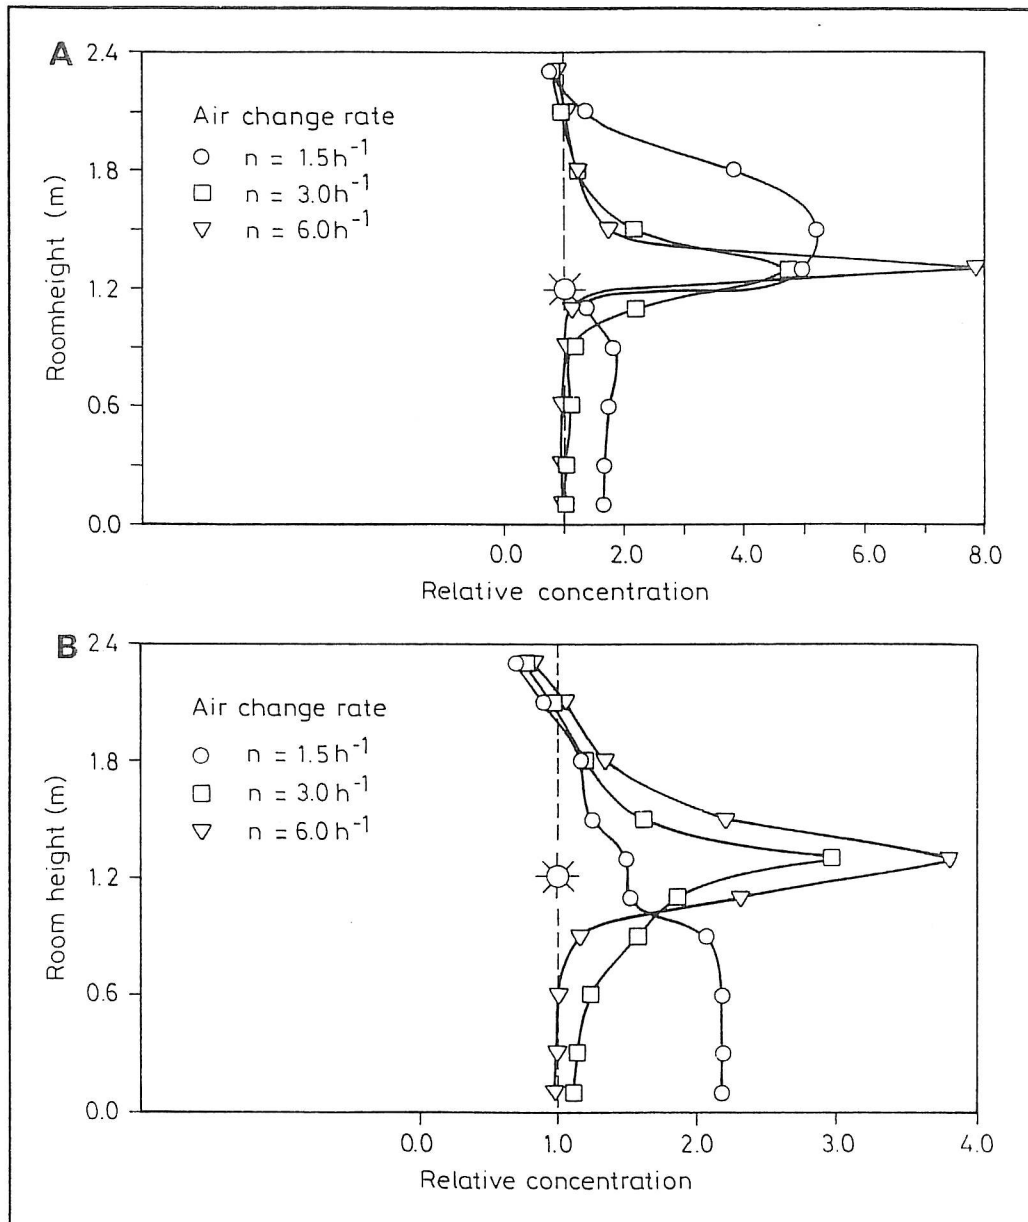 A
2.4
1.8
1.2
0.6
0.0
Roomheight (m)
Air change rate
n = 1.5h⁻¹
n = 3.0h⁻¹
n = 6.0h⁻¹
0.0 2.0 4.0 6.0 8.0
Relative concentration
B
2.4
1.8
1.2
0.6
0.0
Room height (m)
Air change rate
n = 1.5h⁻¹
n = 3.0h⁻¹
n = 6.0h⁻¹
0.0 1.0 2.0 3.0 4.0
Relative concentration